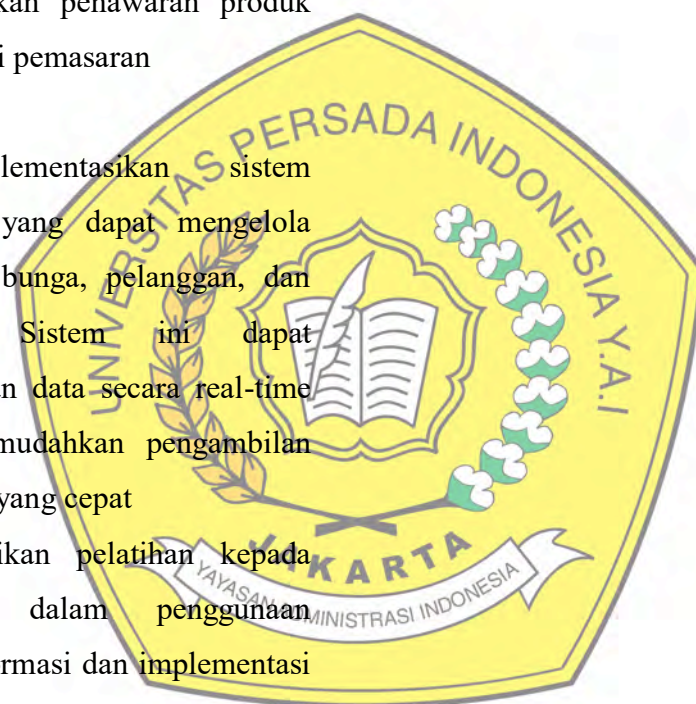 kan penawaran produk
i pemasaran
lementasikan sistem
yang dapat mengelola
bunga, pelanggan, dan
Sistem ini dapat
n data secara real-time
mudahkan pengambilan
yang cepat
ikan pelatihan kepada
dalam penggunaan
rmasi dan implementasi
UNIVERSITAS PERSADA INDONESIA Y.A.I
JAKARTA
YAYASAN ADMINISTRASI INDONESIA